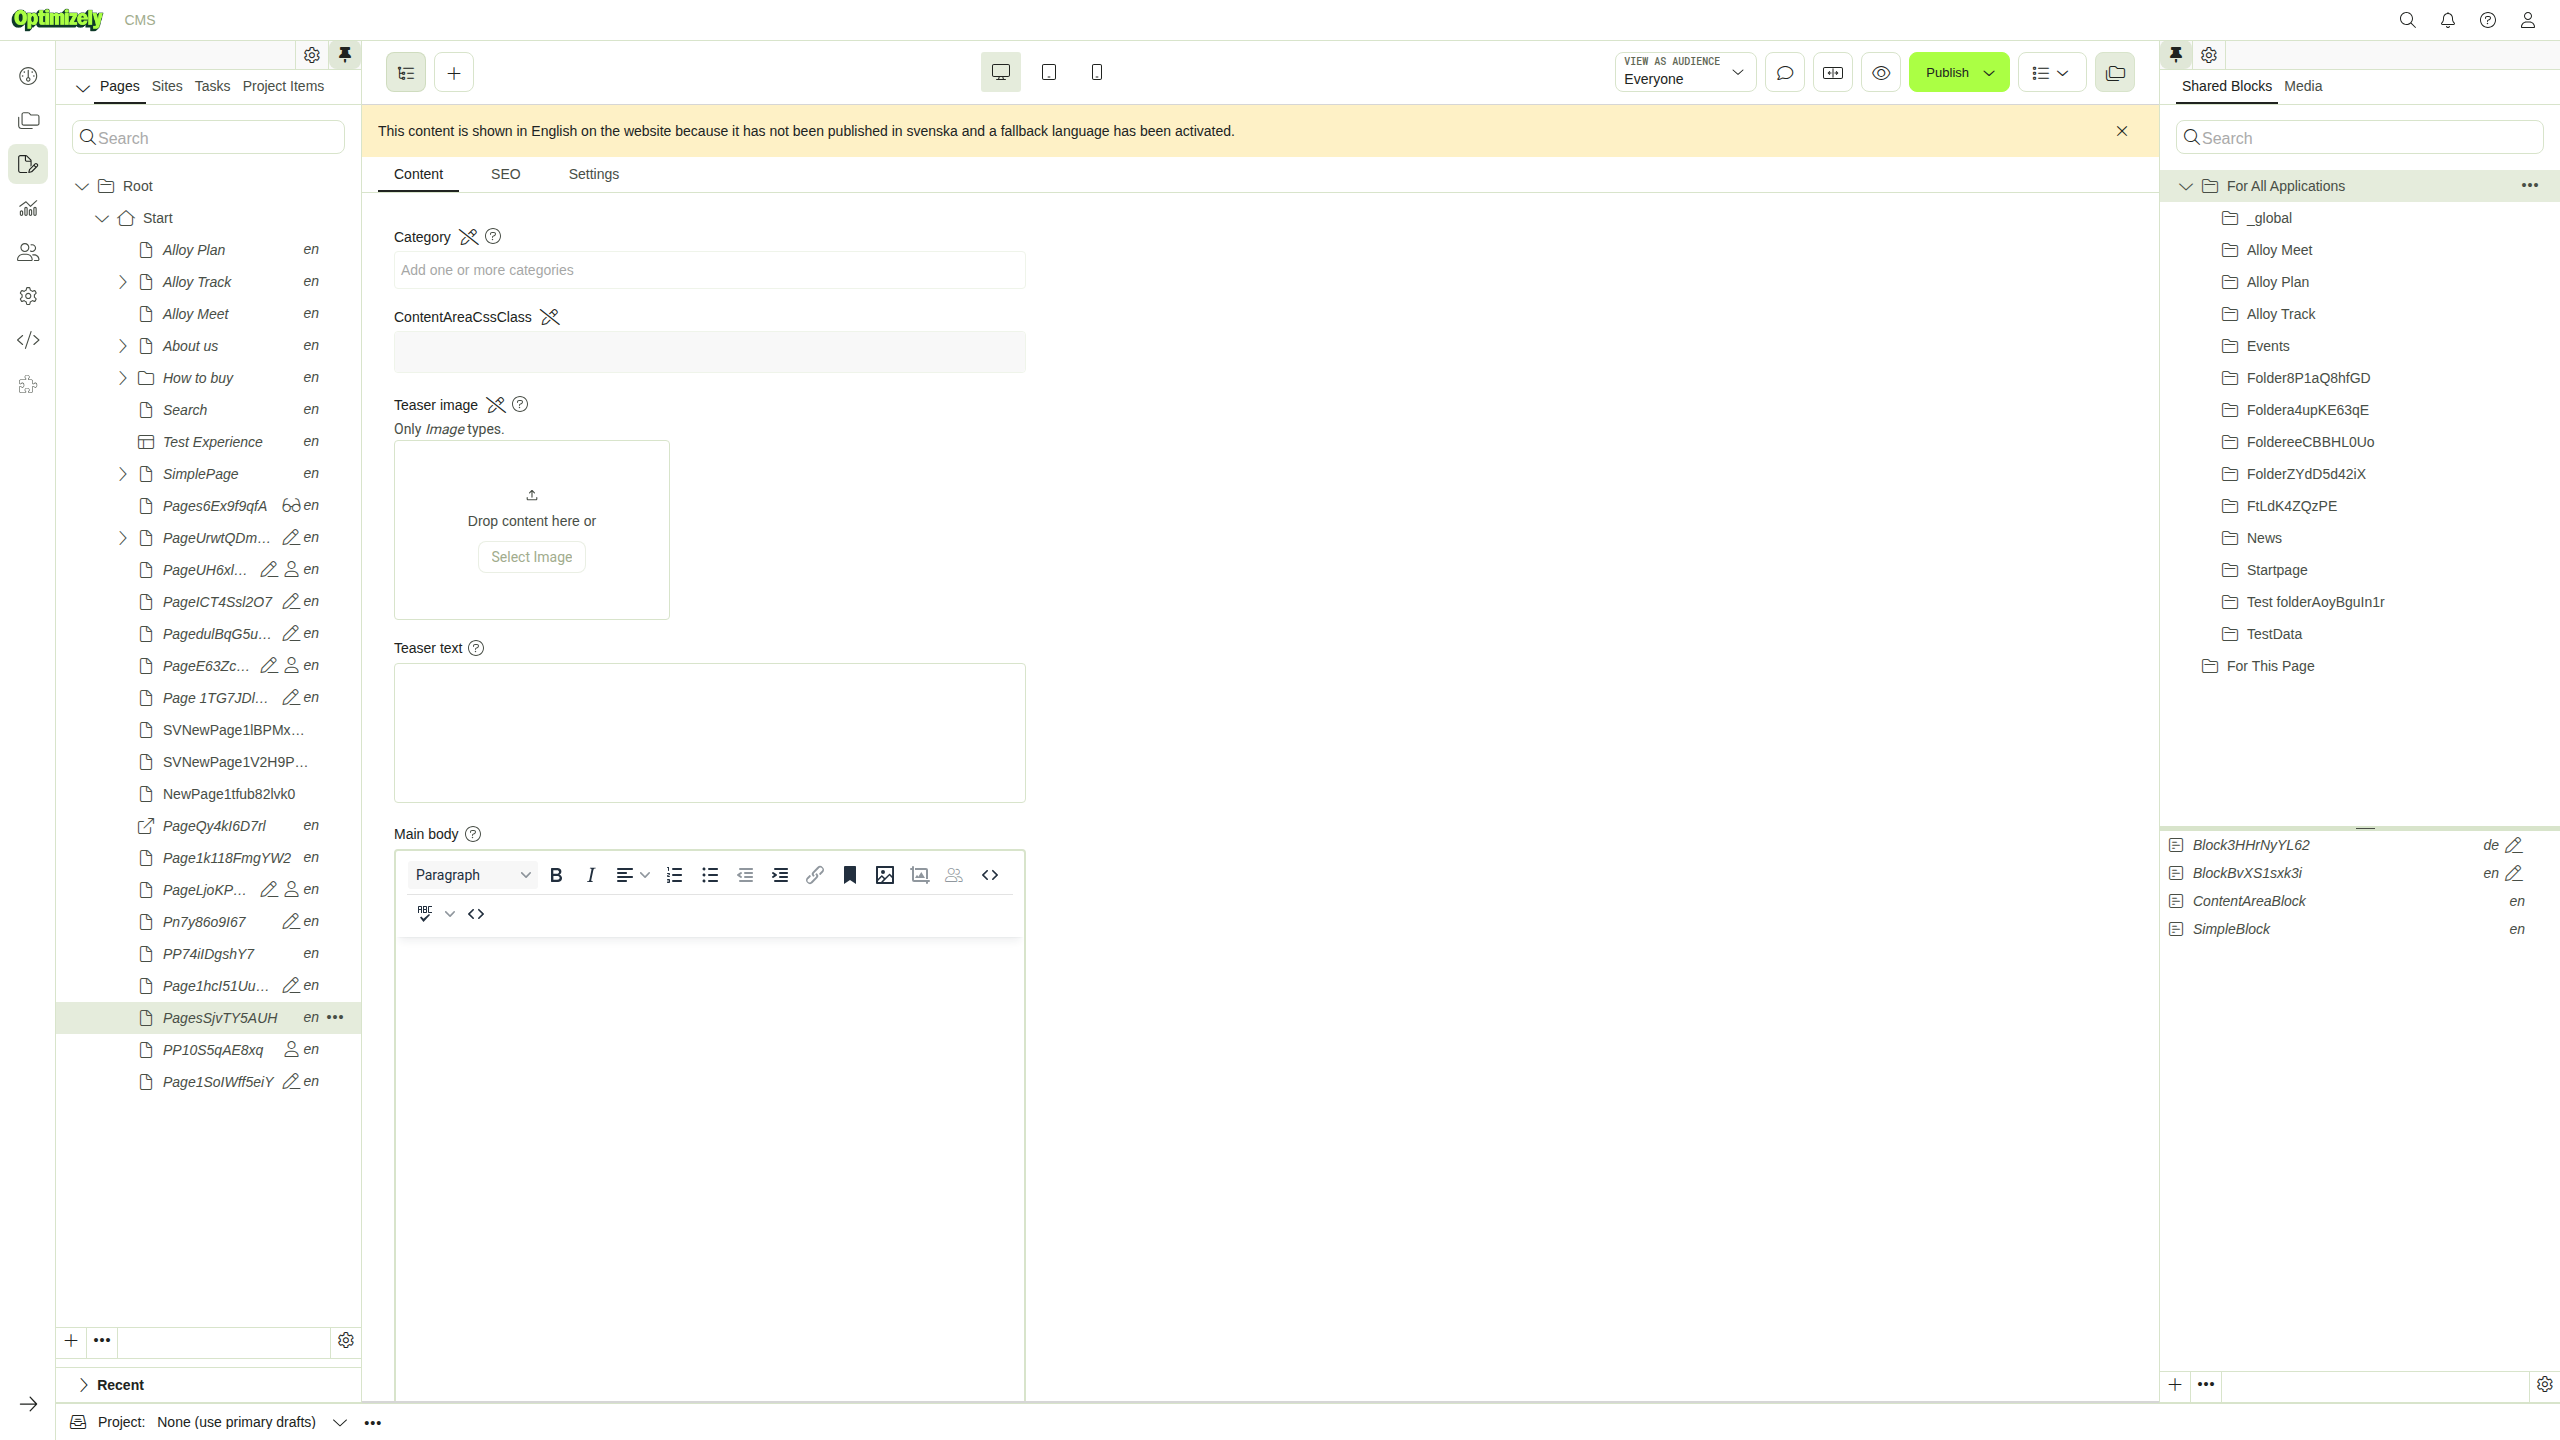 Optimizely CMS
Pages Sites Tasks Project Items
Search
Root
Start
Alloy Plan en
Alloy Track en
Alloy Meet en
About us en
How to buy en
Search en
Test Experience en
SimplePage en
Pages6Ex9f9qfA en
PageUrwtQDm… en
PageUH6xl… en
PageICT4Ssl2O7 en
PagedulBqG5u… en
PageE63Zc… en
Page 1TG7JDl… en
SVNewPage1lBPMx…
SVNewPage1V2H9P…
NewPage1tfub82lvk0
PageQy4kI6D7rl en
Page1k118FmgYW2 en
PageLjoKP… en
Pn7y86o9I67 en
PP74iIDgshY7 en
Page1hcI51Uu… en
PagesSjvTY5AUH en
PP10S5qAE8xq en
Page1SoIWff5eiY en
Recent
Project: None (use primary drafts)
VIEW AS AUDIENCE
Everyone
Publish
This content is shown in English on the website because it has not been published in svenska and a fallback language has been activated.
Content SEO Settings
Category
Add one or more categories
ContentAreaCssClass
Teaser image
Only Image types.
Drop content here or
Select Image
Teaser text
Main body
Paragraph
Shared Blocks Media
Search
For All Applications
_global
Alloy Meet
Alloy Plan
Alloy Track
Events
Folder8P1aQ8hfGD
Foldera4upKE63qE
FoldereeCBBHL0Uo
FolderZYdD5d42iX
FtLdK4ZQzPE
News
Startpage
Test folderAoyBguIn1r
TestData
For This Page
Block3HHrNyYL62 de
BlockBvXS1sxk3i en
ContentAreaBlock en
SimpleBlock en